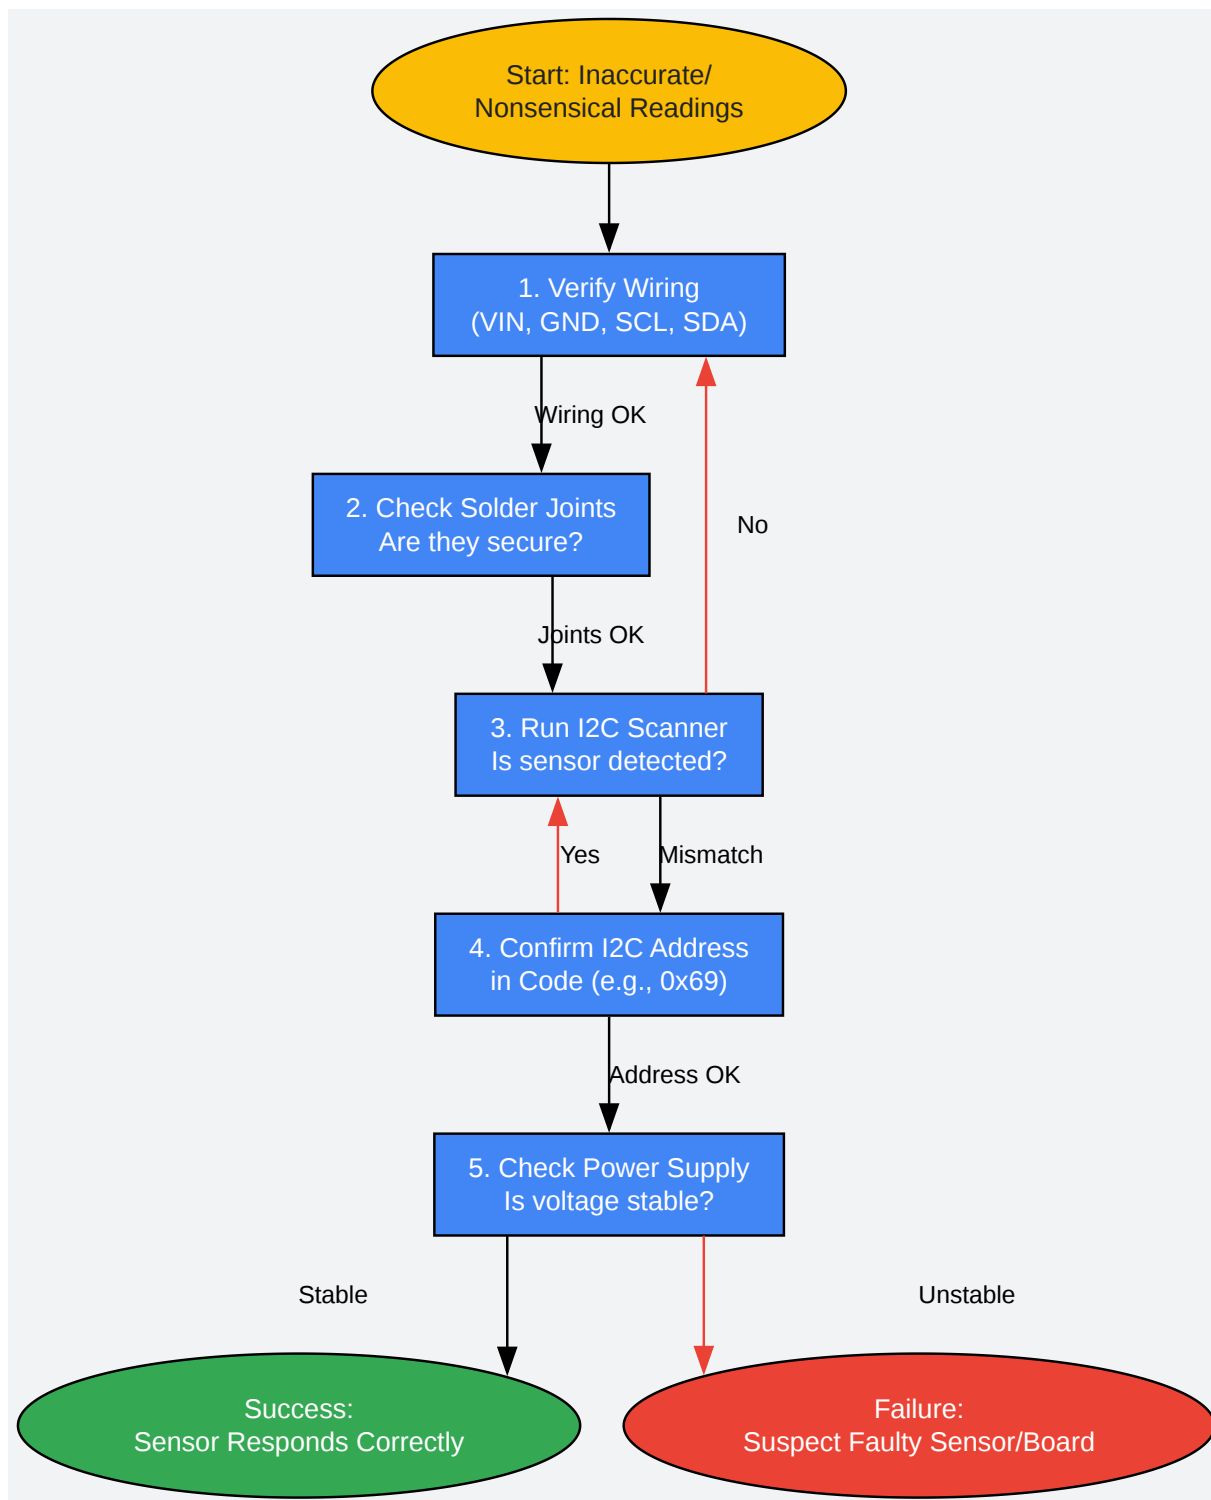 Start: Inaccurate/
Nonsensical Readings
1. Verify Wiring
(VIN, GND, SCL, SDA)
Wiring OK
2. Check Solder Joints
Are they secure?
No
Joints OK
3. Run I2C Scanner
Is sensor detected?
Yes
Mismatch
4. Confirm I2C Address
in Code (e.g., 0x69)
Address OK
5. Check Power Supply
Is voltage stable?
Stable
Unstable
Success:
Sensor Responds Correctly
Failure:
Suspect Faulty Sensor/Board